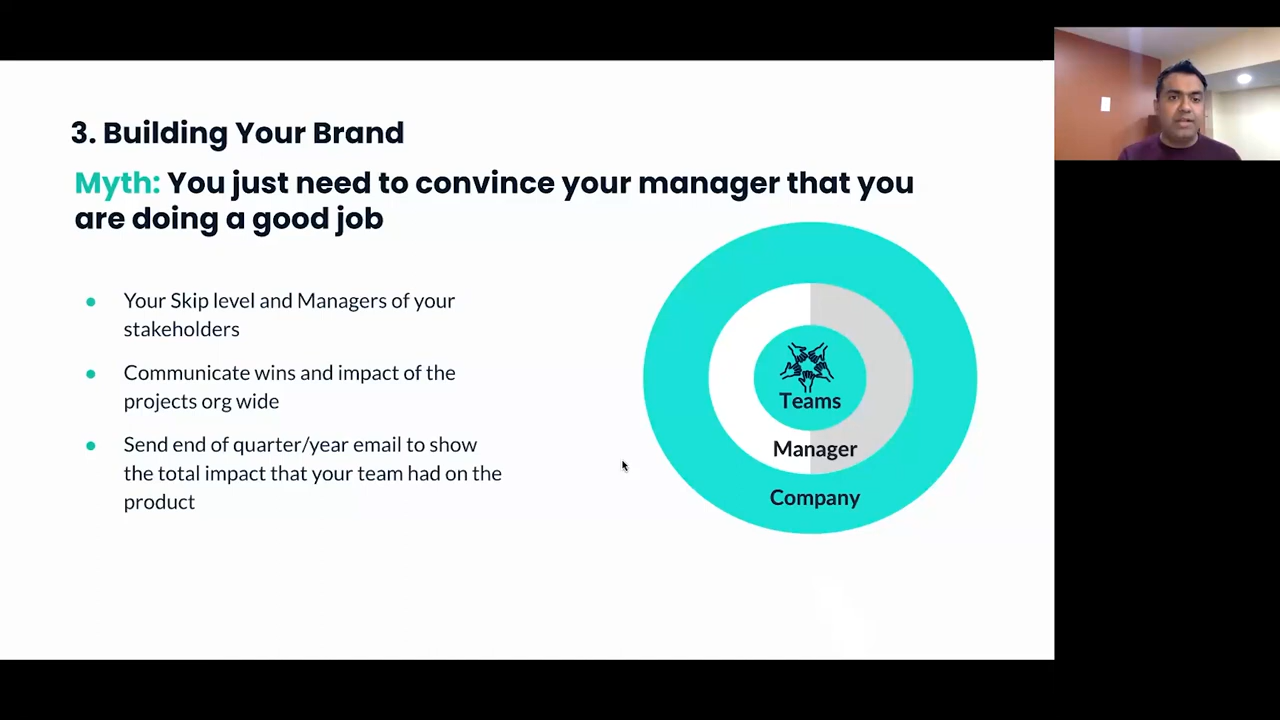 3. Building Your Brand
Myth: You just need to convince your manager that you
are doing a good job
Your Skip level and Managers of your
stakeholders
Communicate wins and impact of the
projects org wide
Send end of quarter/year email to show
the total impact that your team had on the
product
Teams
Manager
Company